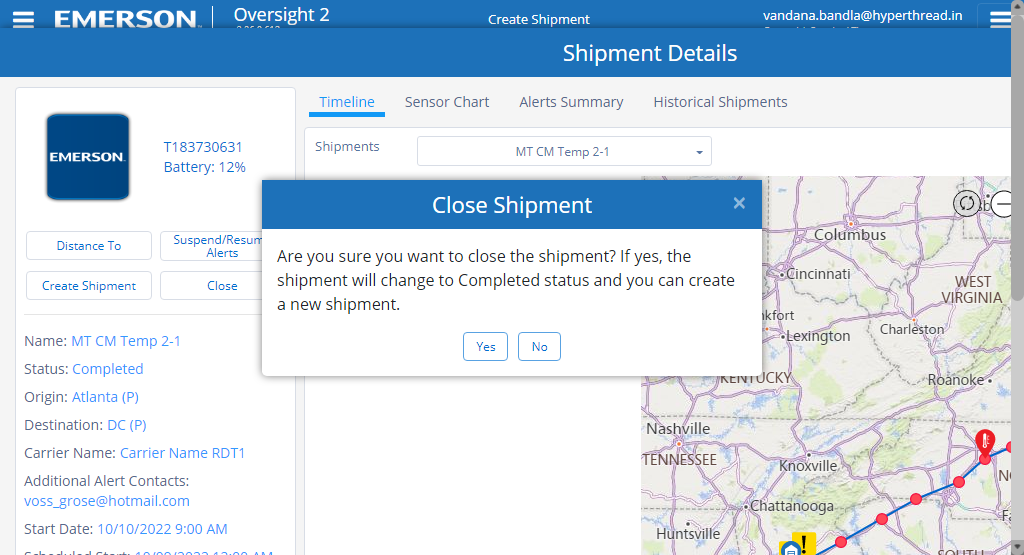 EMERSON
Oversight 2
Create Shipment
vandana.bandla@hyperthread.in
Shipment Details
EMERSON
T183730631
Battery: 12%
Distance To
Suspend/Resum
Alerts
Create Shipment
Close
Name: MT CM Temp 2-1
Status: Completed
Origin: Atlanta (P)
Destination: DC (P)
Carrier Name: Carrier Name RDT1
Additional Alert Contacts:
voss_grose@hotmail.com
Start Date: 10/10/2022 9:00 AM
Timeline
Sensor Chart
Alerts Summary
Historical Shipments
Shipments
MT CM Temp 2-1
Close Shipment
×
Are you sure you want to close the shipment? If yes, the
shipment will change to Completed status and you can create
a new shipment.
Yes
No
Columbus
Cincinnati
WEST
VIRGINIA
kfort
Lexington
Charleston
KENTUCKY
Roanoke
Nashville
TENNESSEE
Knoxville
Chattanooga
Huntsville